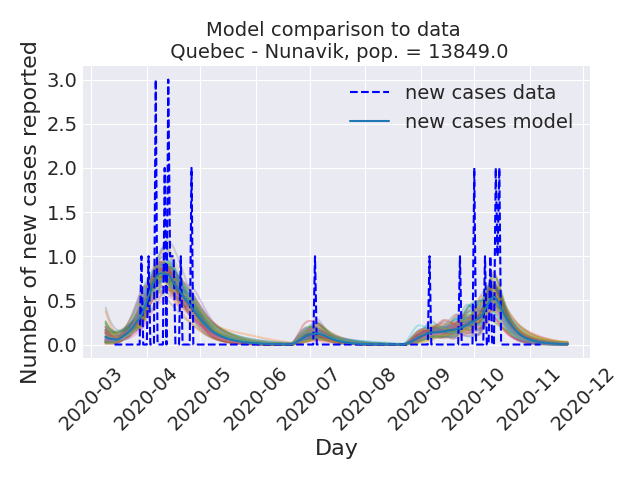 Model comparison to data
Quebec - Nunavik, pop. = 13849.0
new cases data
new cases model
Number of new cases reported
3.0
2.5
2.0
1.5
1.0
0.5
0.0
2020-03
2020-04
2020-05
2020-06
2020-07
2020-08
2020-09
2020-10
2020-11
2020-12
Day